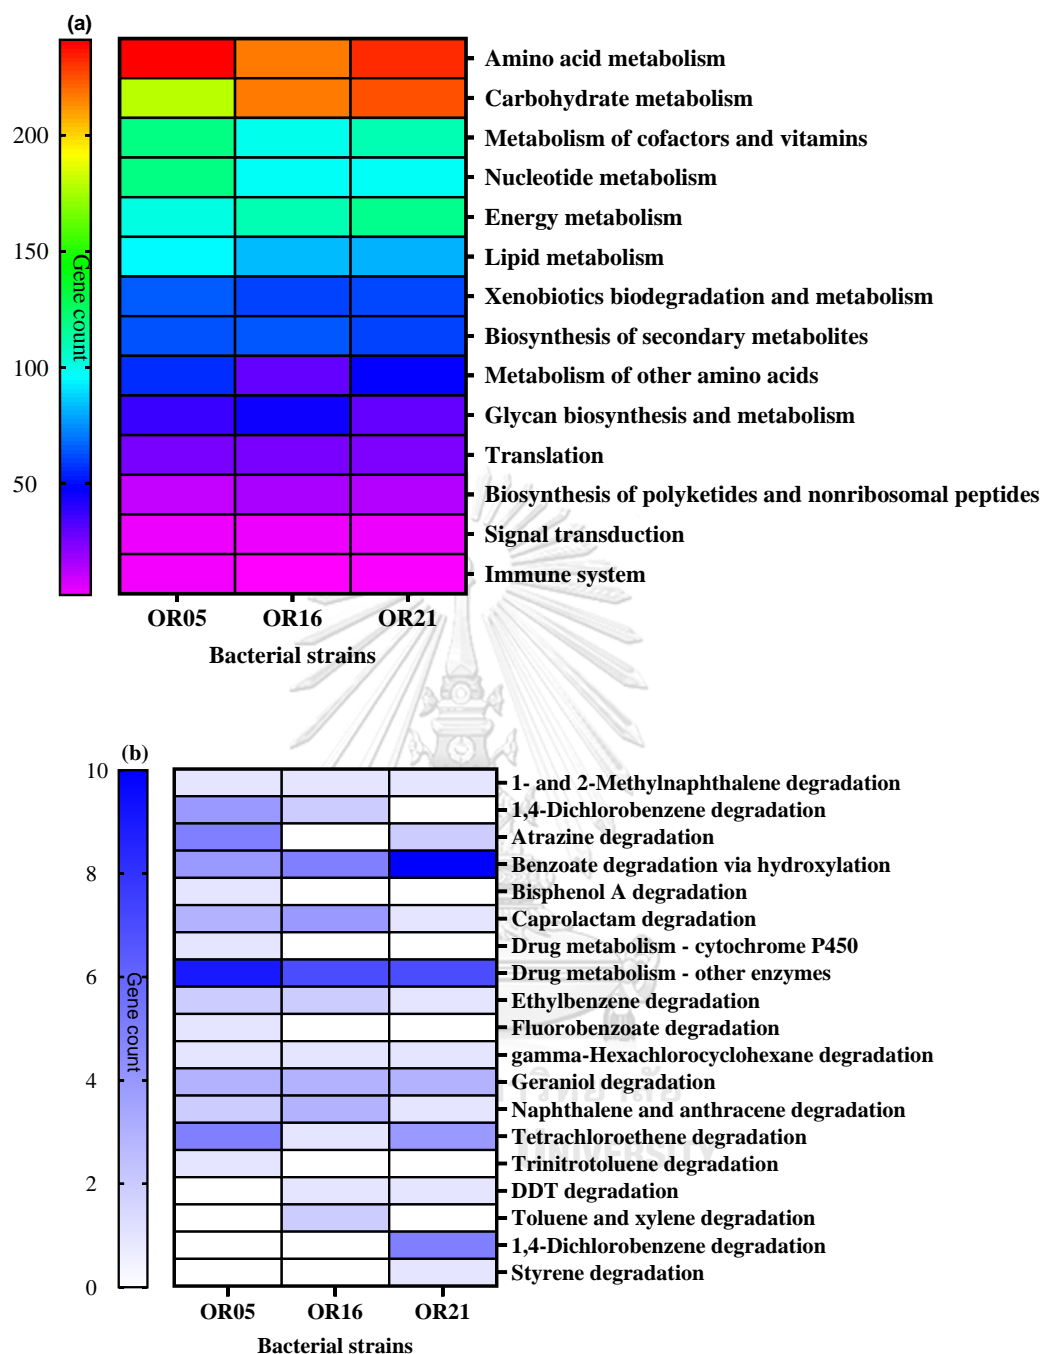 (a)
Amino acid metabolism
Carbohydrate metabolism
200
Metabolism of cofactors and vitamins
Nucleotide metabolism
Energy metabolism
150
Lipid metabolism
Gene count
Xenobiotics biodegradation and metabolism
Biosynthesis of secondary metabolites
100
Metabolism of other amino acids
Glycan biosynthesis and metabolism
Translation
50
Biosynthesis of polyketides and nonribosomal peptides
Signal transduction
Immune system
OR05 OR16 OR21
Bacterial strains
(b)
10
1- and 2-Methylnaphthalene degradation
1,4-Dichlorobenzene degradation
Atrazine degradation
8
Benzoate degradation via hydroxylation
Bisphenol A degradation
Caprolactam degradation
Drug metabolism - cytochrome P450
6
Drug metabolism - other enzymes
Gene count
Ethylbenzene degradation
Fluorobenzoate degradation
gamma-Hexachlorocyclohexane degradation
4
Geraniol degradation
Naphthalene and anthracene degradation
Tetrachloroethene degradation
UNIVERSITY
Trinitrotoluene degradation
2
DDT degradation
Toluene and xylene degradation
1,4-Dichlorobenzene degradation
Styrene degradation
0
OR05 OR16 OR21
Bacterial strains